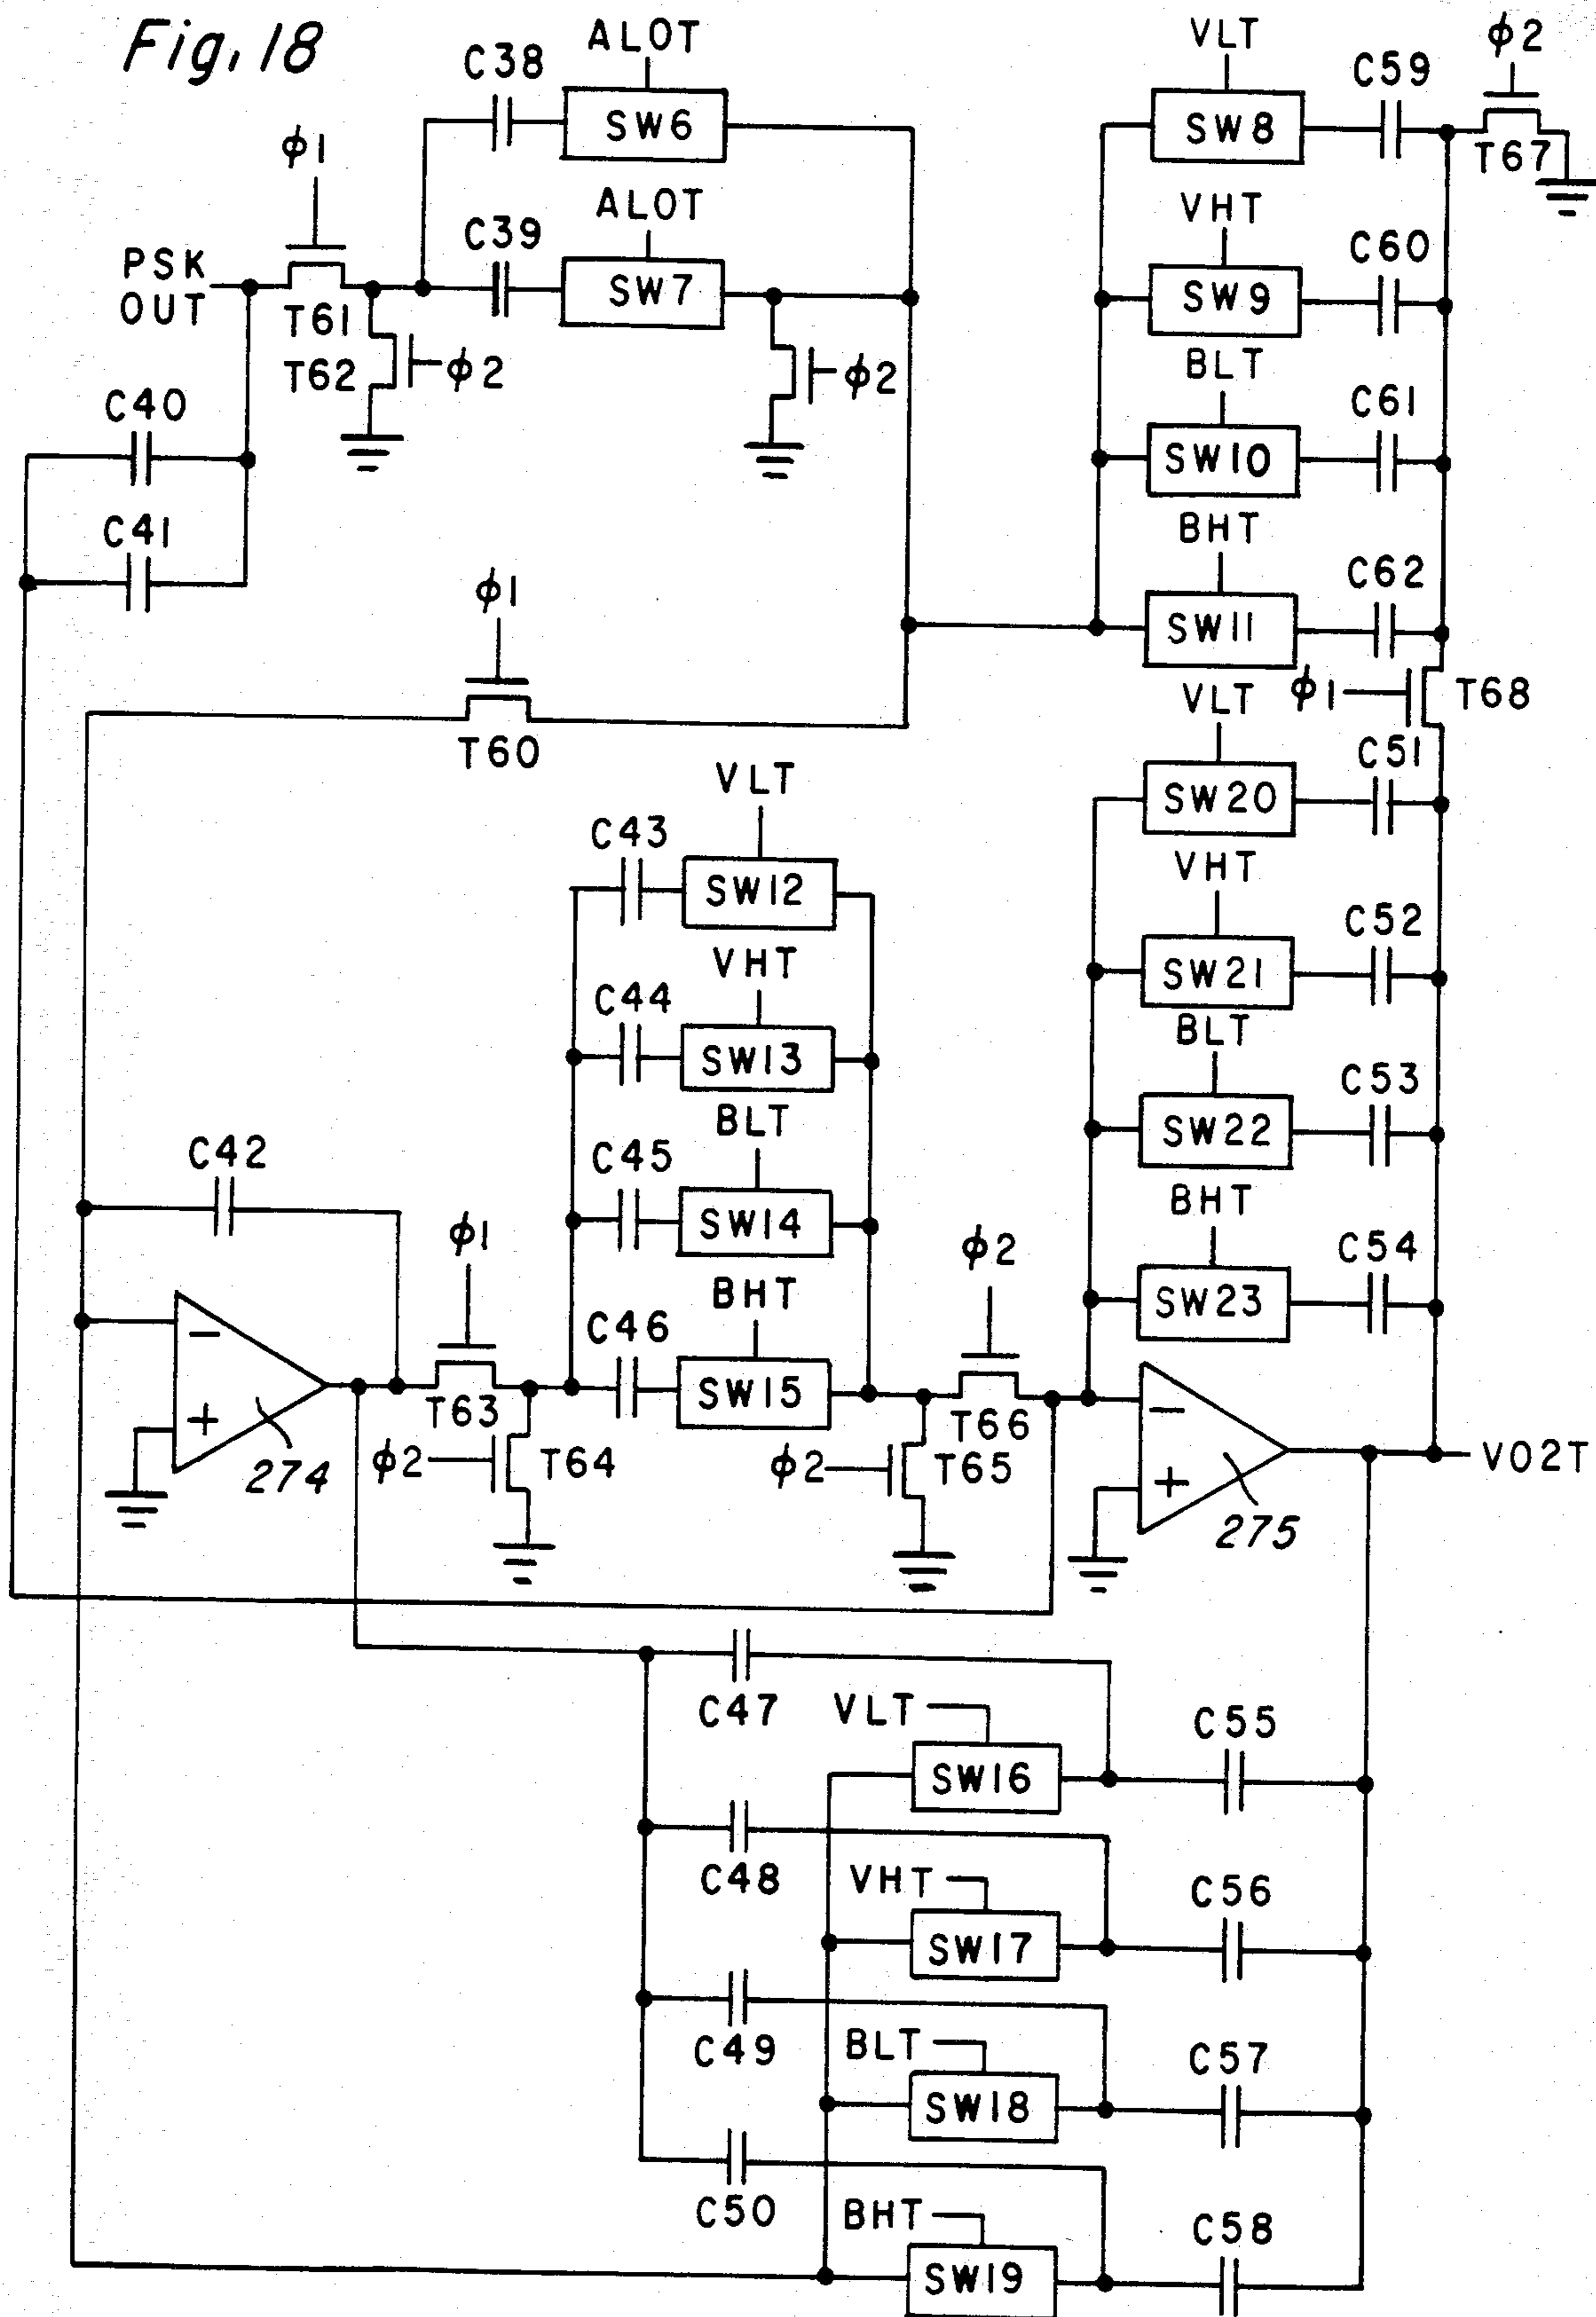 Fig. 18
ALOT
C38
SW6
ϕ1
ALOT
C39
SW7
PSK
OUT
T61
T62
ϕ2
ϕ2
C40
C41
ϕ1
T60
VLT
C59
ϕ2
SW8
T67
VHT
C60
SW9
BLT
C61
SW10
BHT
C62
SW11
ϕ1
T68
VLT
C51
SW20
VHT
C52
SW21
BLT
C53
SW22
BHT
C54
SW23
VLT
C43
SW12
VHT
C44
SW13
BLT
C45
SW14
BHT
C46
SW15
C42
ϕ1
ϕ2
−
+
274
T63
ϕ2
T64
T66
ϕ2
T65
−
+
275
V02T
C47
VLT
SW16
C55
C48
VHT
SW17
C56
C49
BLT
SW18
C57
C50
BHT
SW19
C58